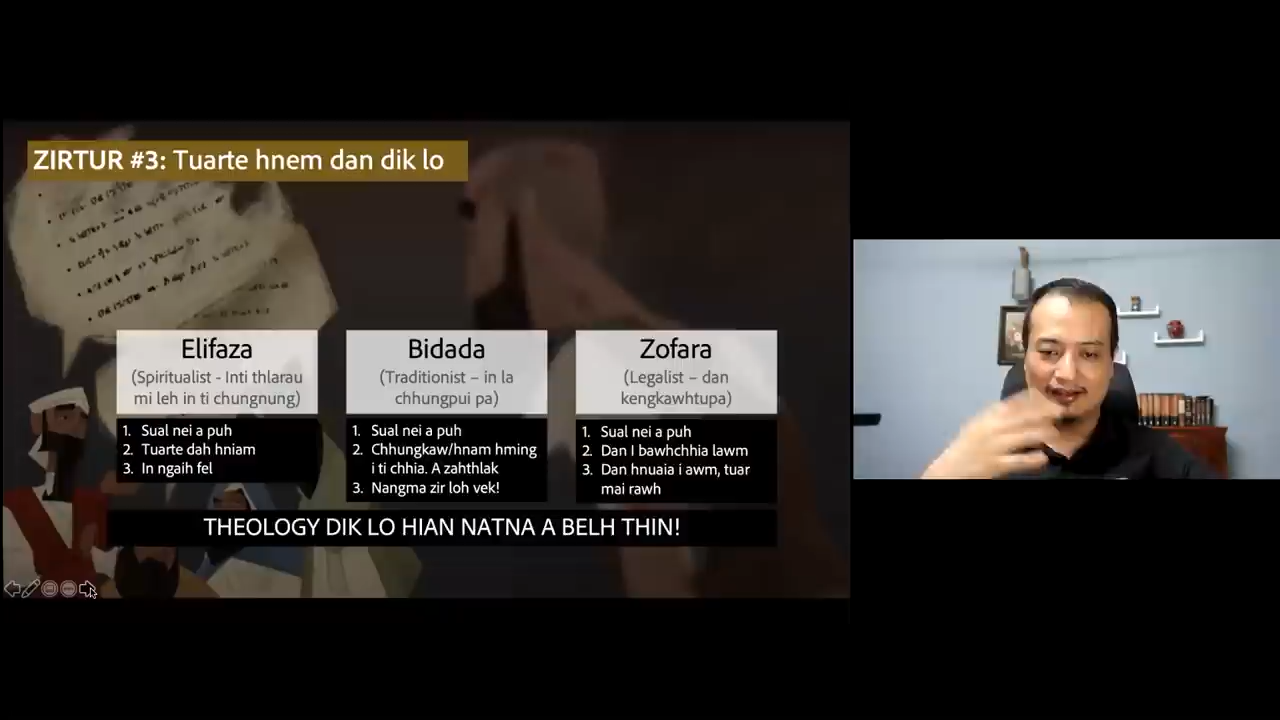 ZIRTUR #3: Tuarte hnem dan dik lo
Elifaza
(Spiritualist - Inti thlarau
mi leh in ti chungnung)
1. Sual nei a puh
2. Tuarte dah hniam
3. In ngaih fel
Bidada
(Traditionist – in la
chhungpui pa)
1. Sual nei a puh
2. Chhungkaw/hnam hming
i ti chhia. A zahthlak
3. Nangma zir loh vek!
Zofara
(Legalist – dan
kengkawhtupa)
1. Sual nei a puh
2. Dan I bawhchhia lawm
3. Dan hnuaia i awm, tuar
mai rawh
THEOLOGY DIK LO HIAN NATNA A BELH THIN!